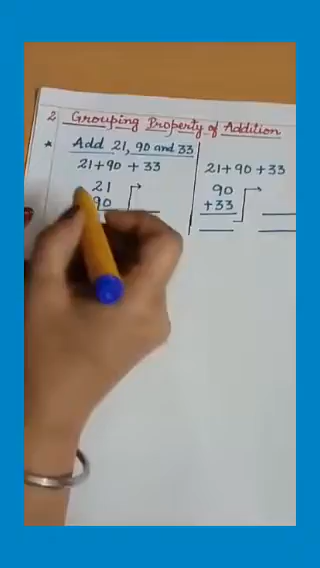 2 Grouping Property of Addition
* Add 21, 90 and 33
21+90 + 33
21
90
21+90+33
90
+33